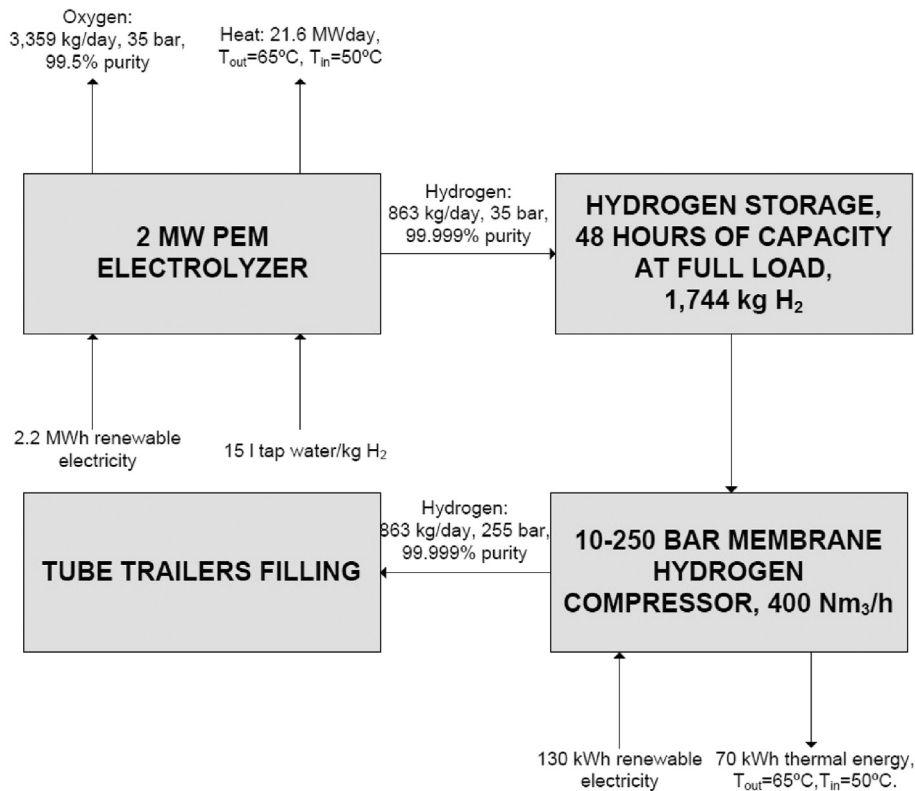 Oxygen:
3,359 kg/day, 35 bar,
99.5% purity
Heat: 21.6 MWday,
Tout=65ºC, Tin=50ºC
2 MW PEM
ELECTROLYZER
Hydrogen:
863 kg/day, 35 bar,
99.999% purity
HYDROGEN STORAGE,
48 HOURS OF CAPACITY
AT FULL LOAD,
1,744 kg H2
2.2 MWh renewable
electricity
15 l tap water/kg H2
TUBE TRAILERS FILLING
Hydrogen:
863 kg/day, 255 bar,
99.999% purity
10-250 BAR MEMBRANE
HYDROGEN
COMPRESSOR, 400 Nm3/h
130 kWh renewable
electricity
70 kWh thermal energy,
Tout=65ºC,Tin=50ºC.